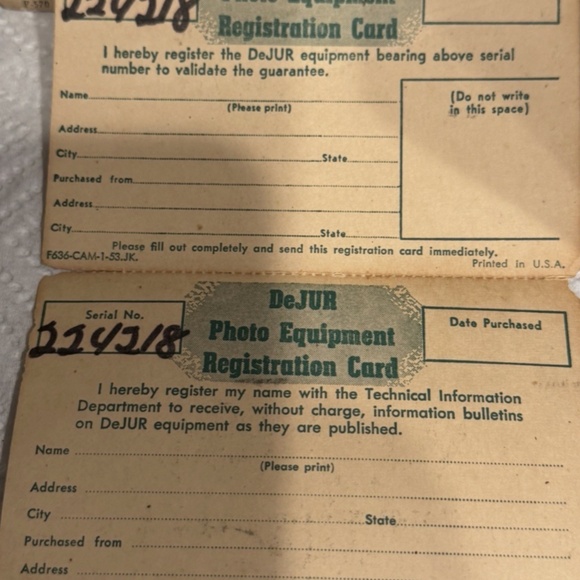 224218
Photo Equipment
Registration Card
I hereby register the DeJUR equipment bearing above serial
number to validate the guarantee.
Name
(Please print)
(Do not write
in this space)
Address
City State
Purchased from
Address
City State
Please fill out completely and send this registration card immediately.
F636-CAM-1-53.JK. Printed in U.S.A.
DeJUR
Photo Equipment
Registration Card
Serial No.
224218
Date Purchased
I hereby register my name with the Technical Information
Department to receive, without charge, information bulletins
on DeJUR equipment as they are published.
Name
(Please print)
Address
City State
Purchased from
Address